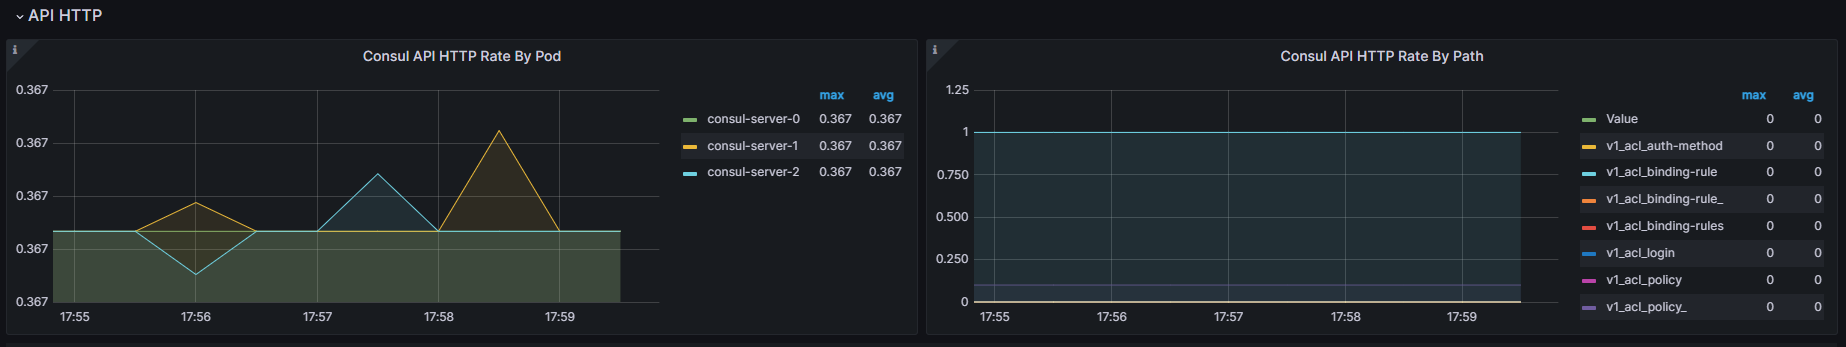 API HTTP
i
Consul API HTTP Rate By Pod
0.367
0.367
0.367
0.367
0.367
17:55 17:56 17:57 17:58 17:59
max avg
consul-server-0 0.367 0.367
consul-server-1 0.367 0.367
consul-server-2 0.367 0.367
i
Consul API HTTP Rate By Path
1.25
1
0.750
0.500
0.250
0
17:55 17:56 17:57 17:58 17:59
max avg
Value 0 0
v1_acl_auth-method 0 0
v1_acl_binding-rule 0 0
v1_acl_binding-rule_ 0 0
v1_acl_binding-rules 0 0
v1_acl_login 0 0
v1_acl_policy 0 0
v1_acl_policy_ 0 0